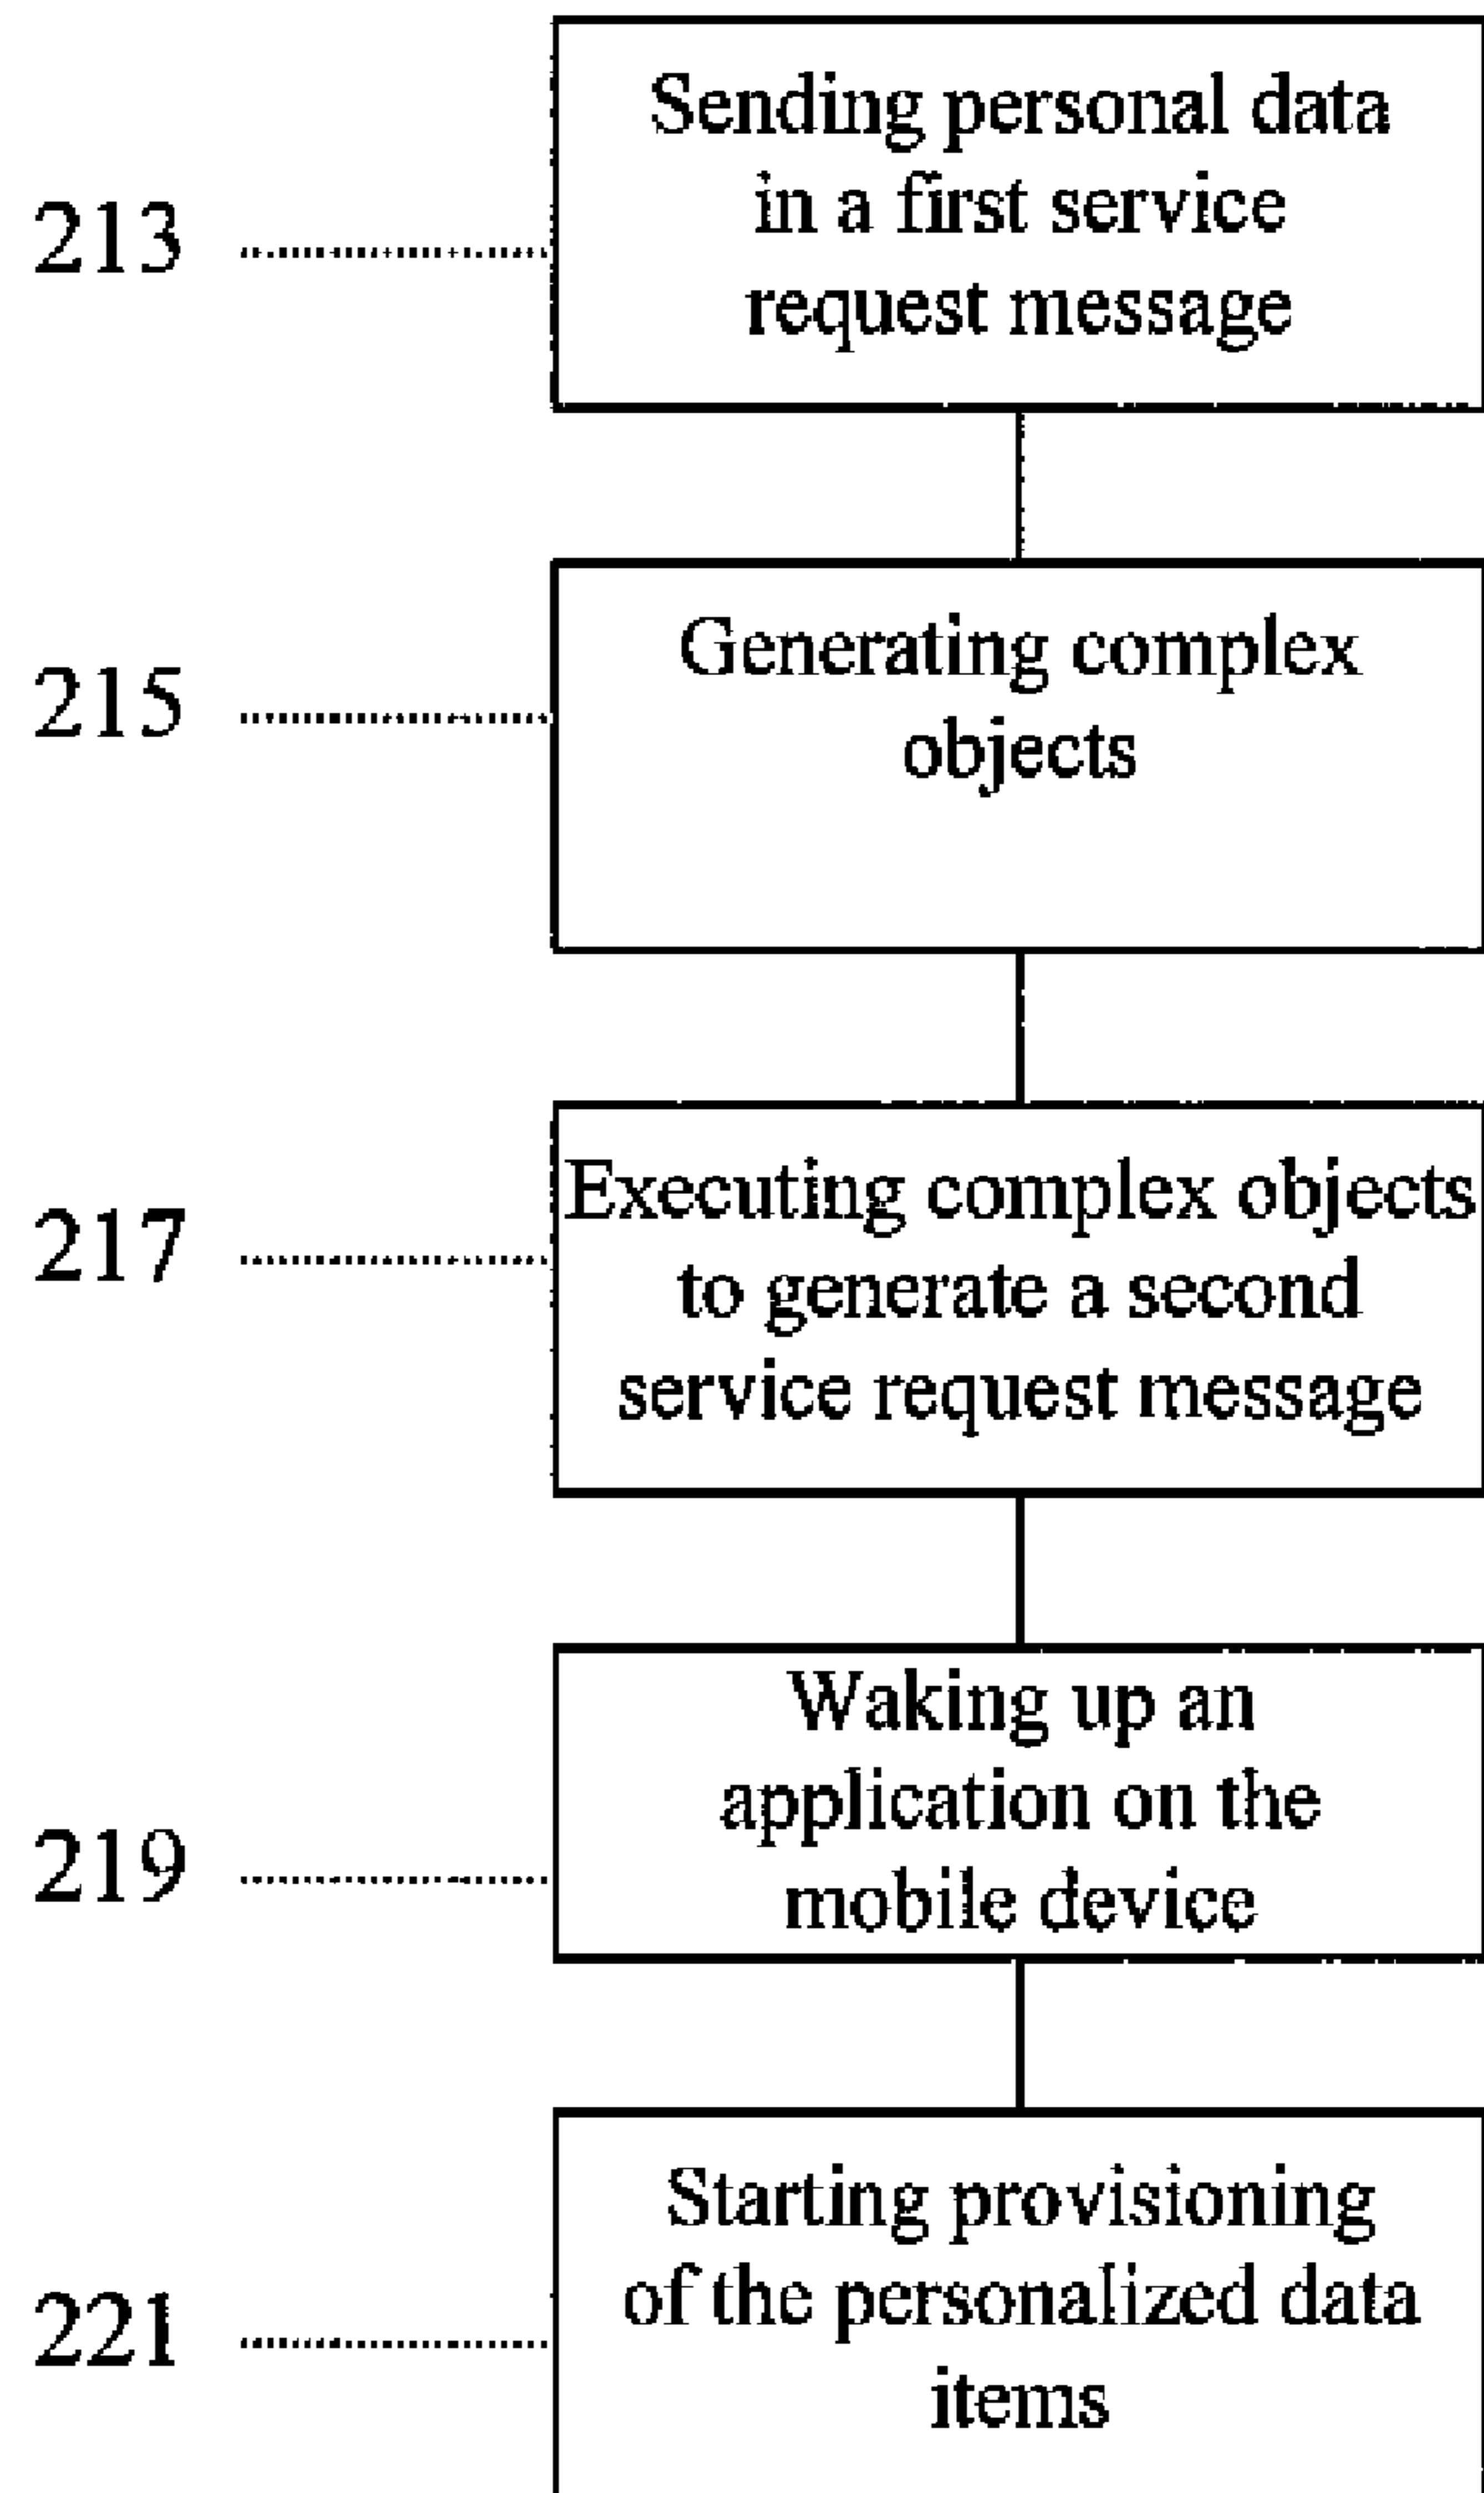 Sending personal data
in a first service
213
request message
Generating complex
215
objects
Executing complex objects
217
to generate a second
service request message
Waking up an
application on the
219
mobile device
Starting provisioning
of the personalized data
221
items